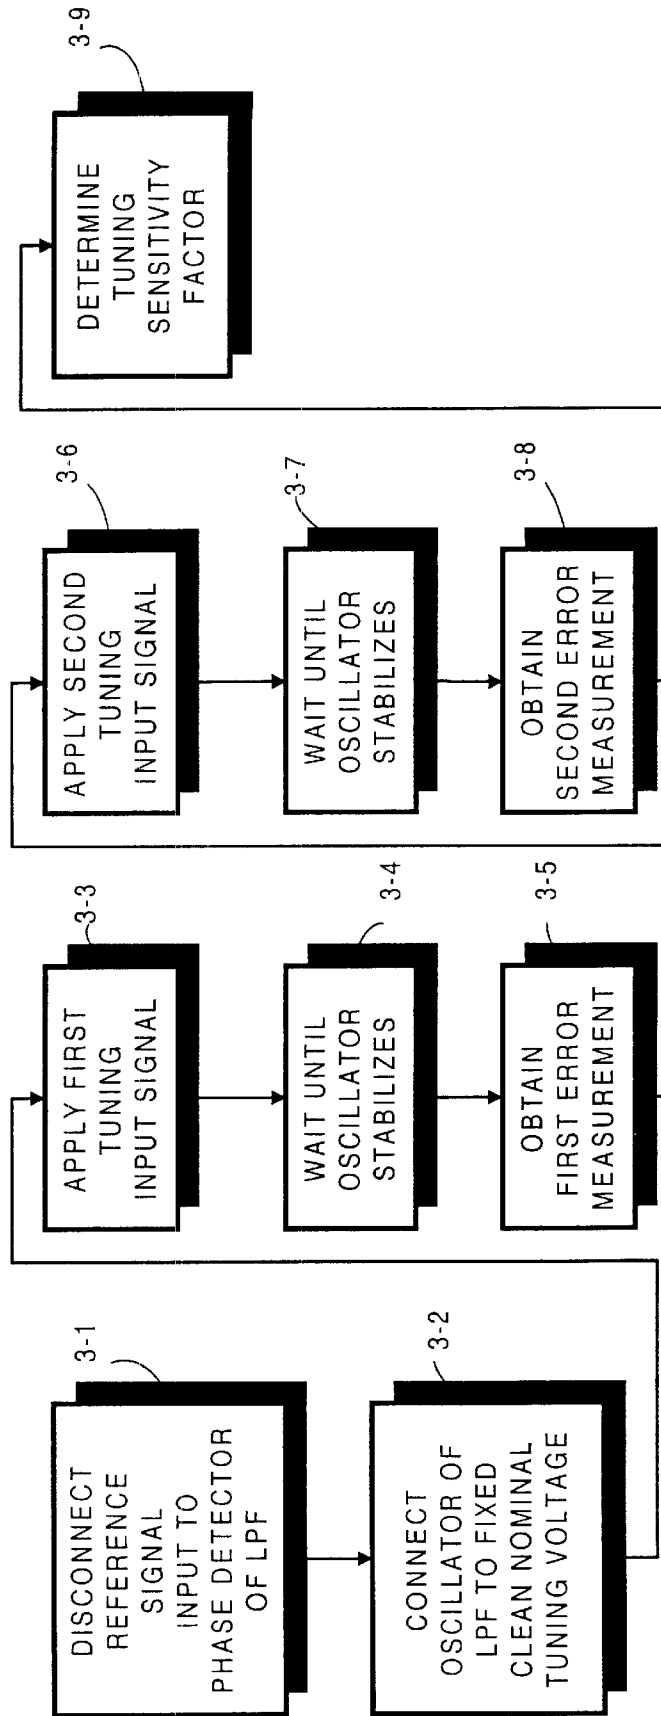 DISCONNECT
REFERENCE
SIGNAL
INPUT TO
PHASE DETECTOR
OF LPF
3-1
CONNECT
OSCILLATOR OF
LPF TO FIXED
CLEAN NOMINAL
TUNING VOLTAGE
3-2
APPLY FIRST
TUNING
INPUT SIGNAL
3-3
WAIT UNTIL
OSCILLATOR
STABILIZES
3-4
OBTAIN
FIRST ERROR
MEASUREMENT
3-5
APPLY SECOND
TUNING
INPUT SIGNAL
3-6
WAIT UNTIL
OSCILLATOR
STABILIZES
3-7
OBTAIN
SECOND ERROR
MEASUREMENT
3-8
DETERMINE
TUNING
SENSITIVITY
FACTOR
3-9